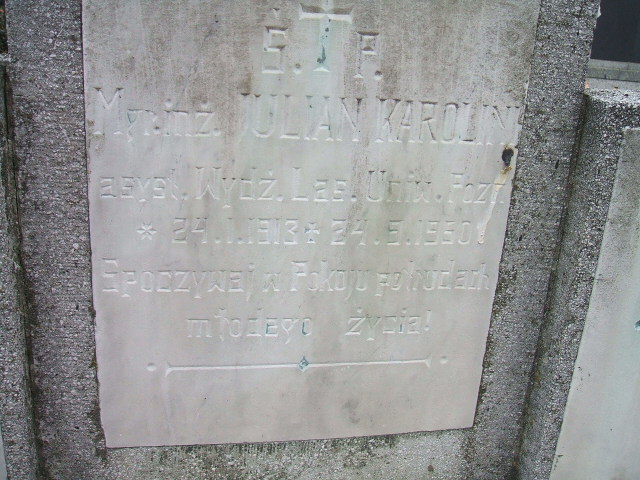 Ś. P.
Mgr. inż. JULIAN KAROLINI
asyst. Wydz. Las. Uniw. Pozn.
* 24.1.1913 + 24.5.1950 r.
Spoczywaj w Pokoju po trudach
młodego życia!